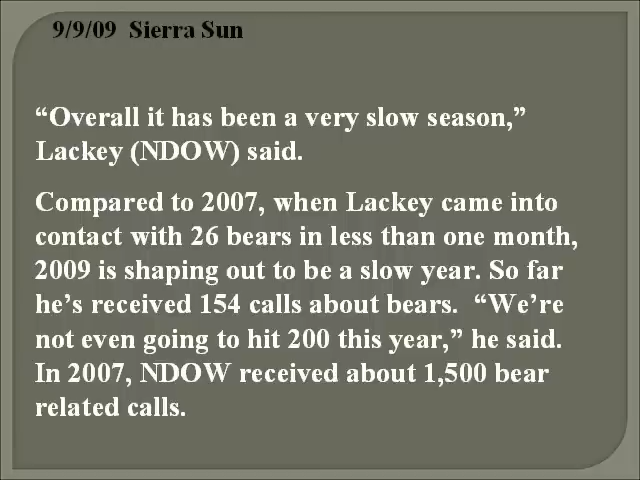 9/9/09  Sierra Sun
“Overall it has been a very slow season,”
Lackey (NDOW) said.
Compared to 2007, when Lackey came into
contact with 26 bears in less than one month,
2009 is shaping out to be a slow year. So far
he’s received 154 calls about bears.  “We’re
not even going to hit 200 this year,” he said.
In 2007, NDOW received about 1,500 bear
related calls.